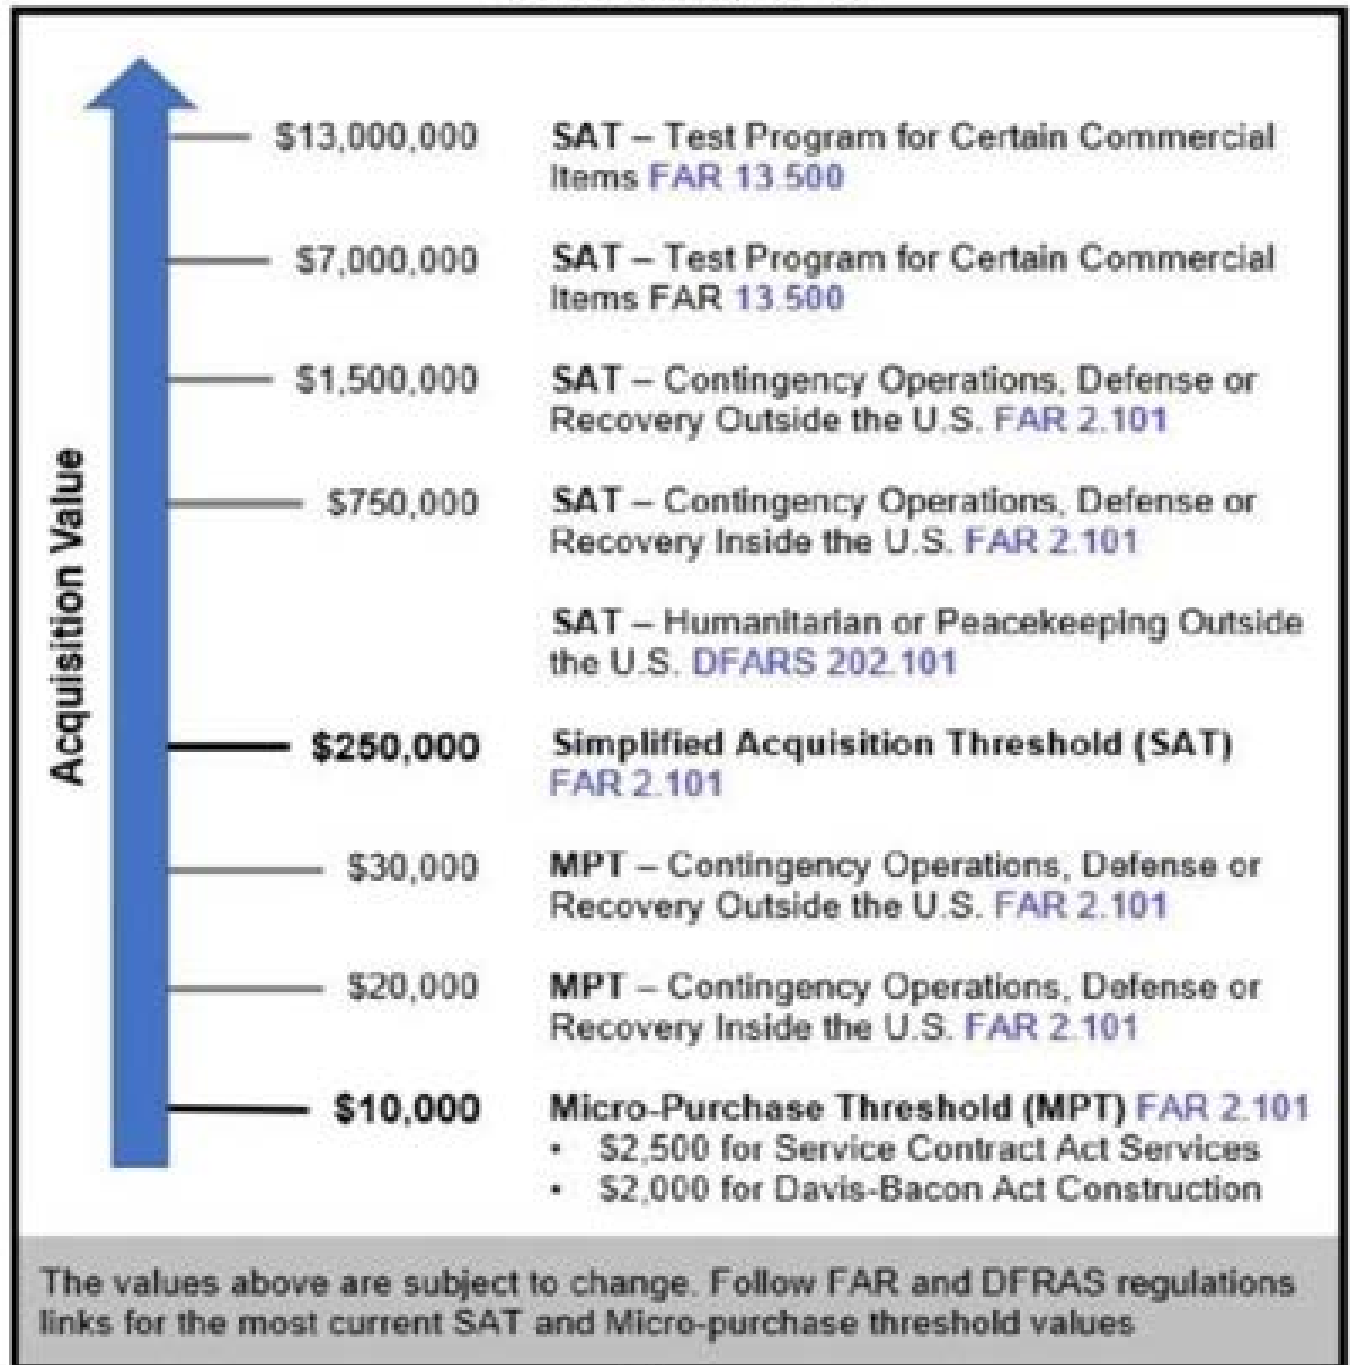 $13,000,000 SAT – Test Program for Certain Commercial
Items FAR 13.500
$7,000,000 SAT – Test Program for Certain Commercial
Items FAR 13.500
$1,500,000 SAT – Contingency Operations, Defense or
Recovery Outside the U.S. FAR 2.101
$750,000 SAT – Contingency Operations, Defense or
Recovery Inside the U.S. FAR 2.101
SAT – Humanitarian or Peacekeeping Outside
the U.S. DFARS 202.101
Acquisition Value
$250,000 Simplified Acquisition Threshold (SAT)
FAR 2.101
$30,000 MPT – Contingency Operations, Defense or
Recovery Outside the U.S. FAR 2.101
$20,000 MPT – Contingency Operations, Defense or
Recovery Inside the U.S. FAR 2.101
$10,000 Micro-Purchase Threshold (MPT) FAR 2.101
• $2,500 for Service Contract Act Services
• $2,000 for Davis-Bacon Act Construction
The values above are subject to change. Follow FAR and DFRAS regulations
links for the most current SAT and Micro-purchase threshold values